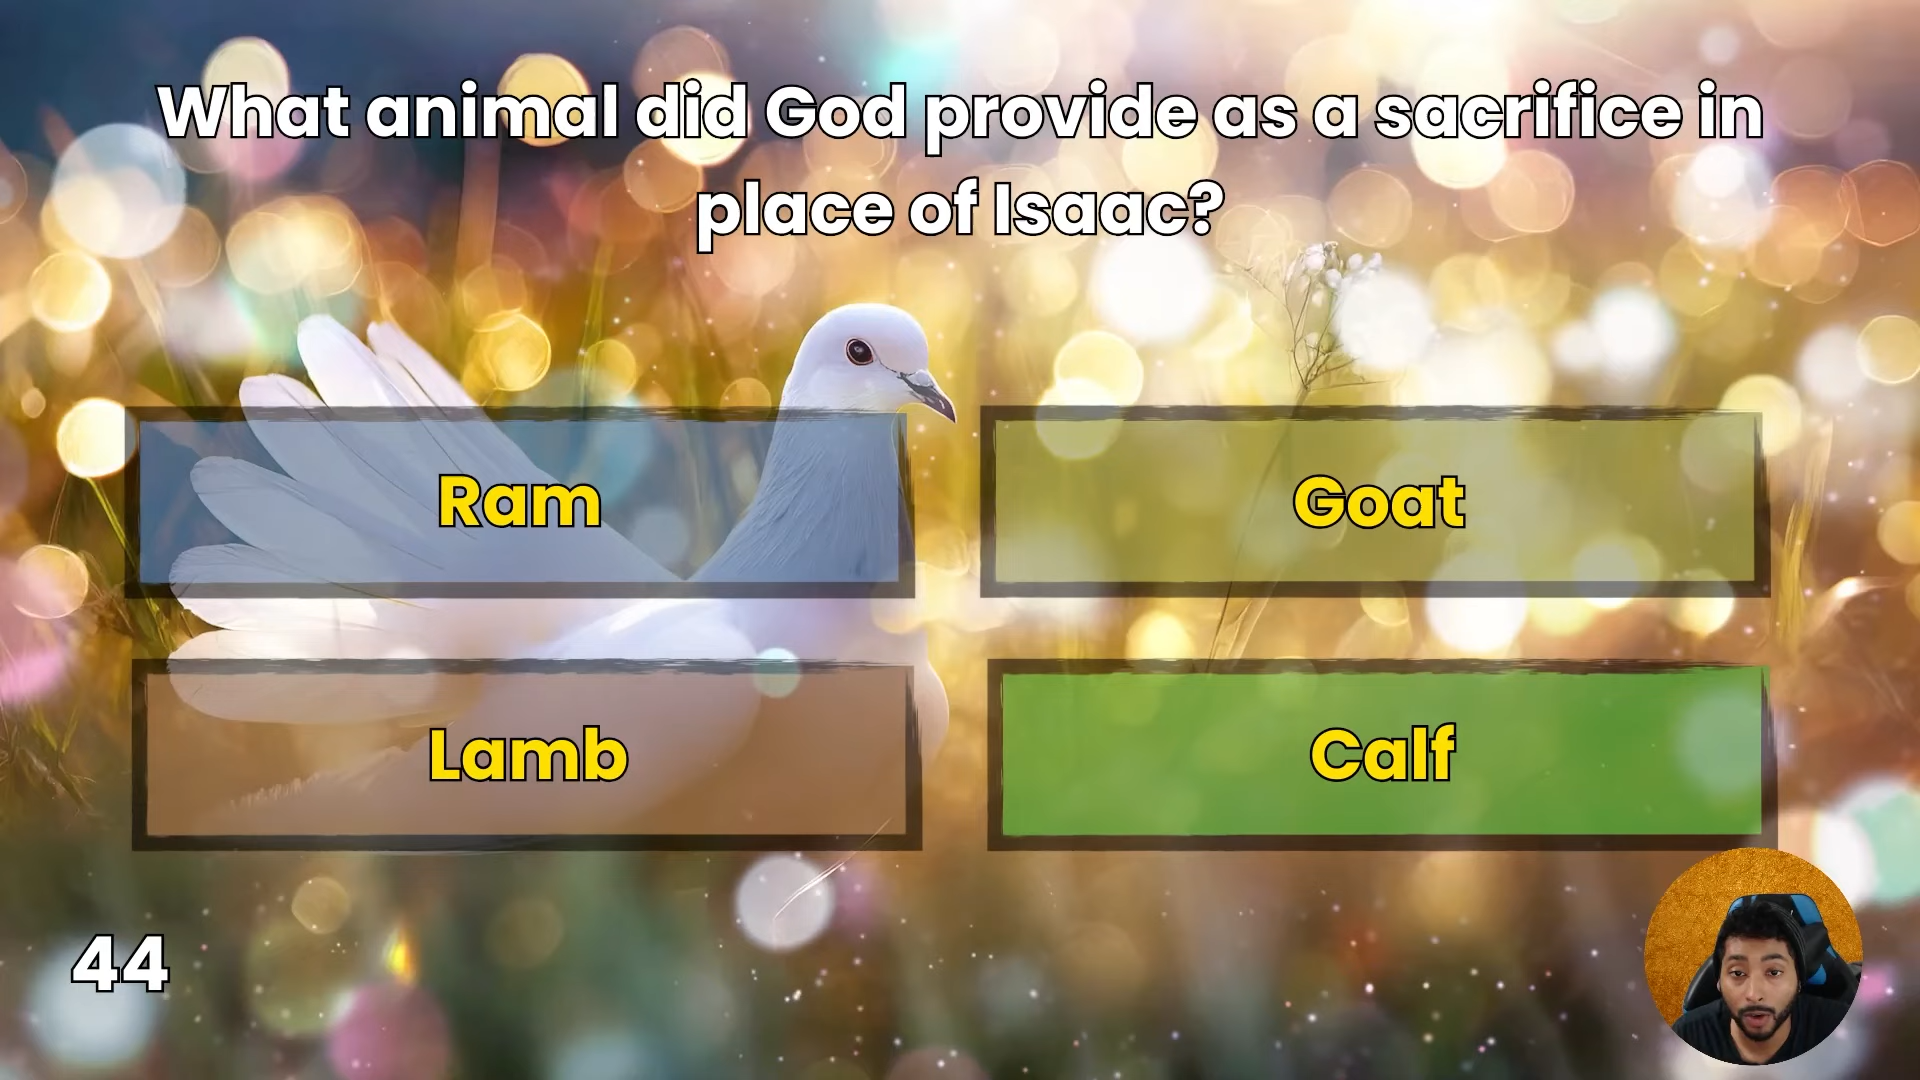 What animal did God provide as a sacrifice in
place of Isaac?
Ram
Goat
Lamb
Calf
44